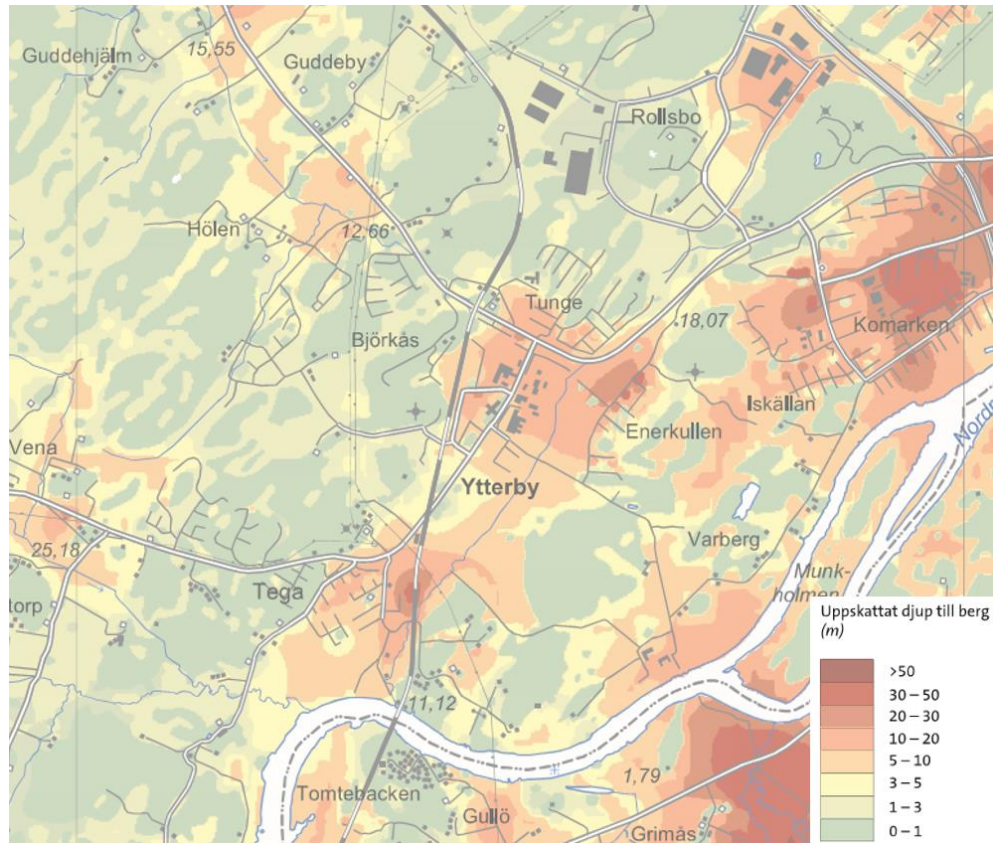 15,55
Guddehjälm
Guddeby
Rollsbo
Hölen
12,66
Tunge
18,07
Björkås
Komarken
Iskällan
Enerkullen
Vena
Ytterby
Nordr
Varberg
25,18
Munk-
holmen
Tega
torp
11,12
1,79
Tomtebacken
Gullö
Grimås
Uppskattat djup till berg
(m)
>50
30 – 50
20 – 30
10 – 20
5 – 10
3 – 5
1 – 3
0 – 1